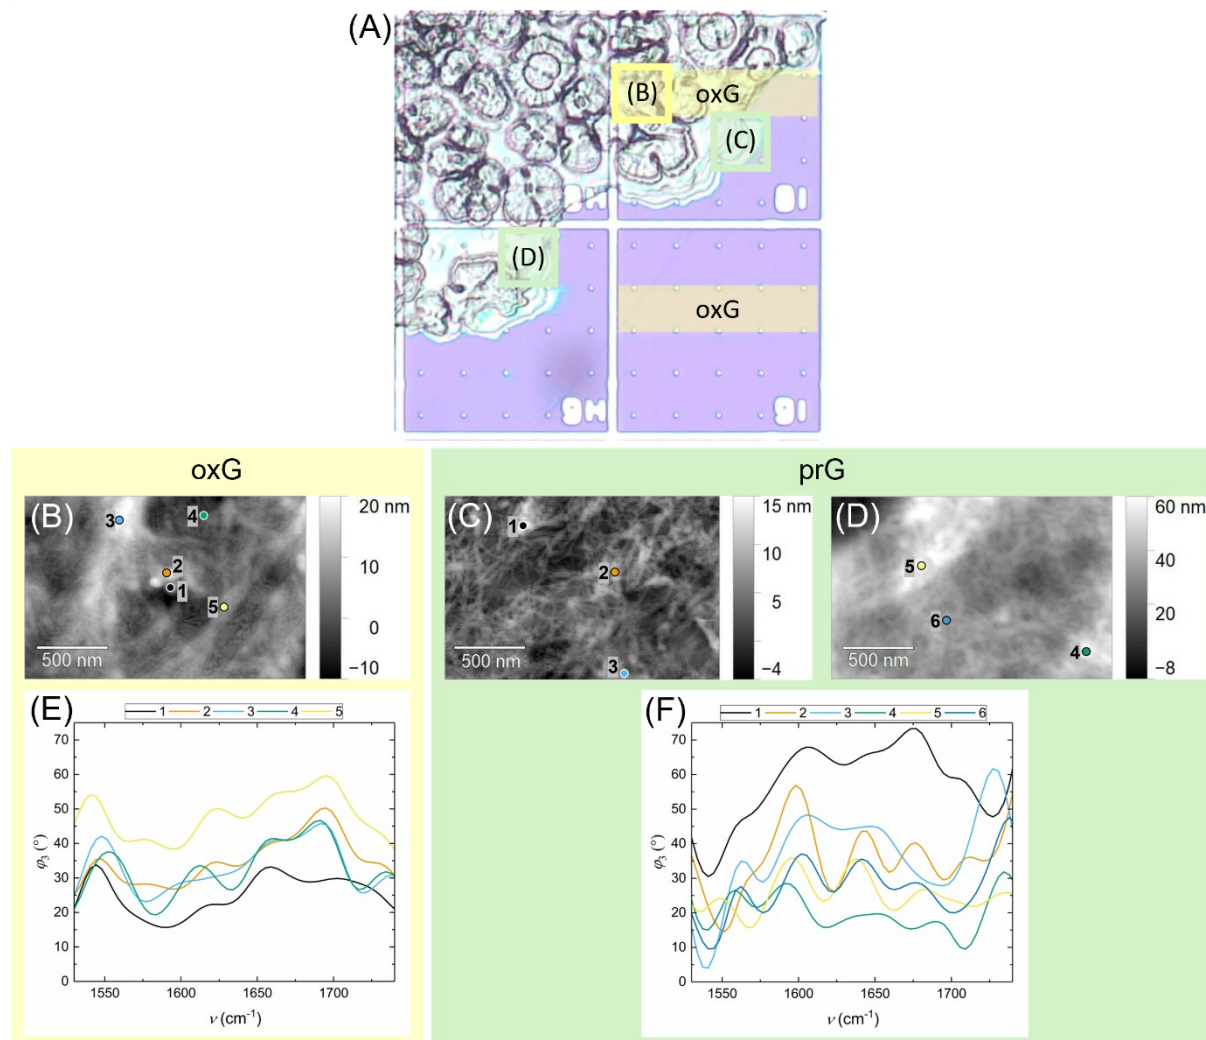 (A)
(B)
oxG
(C)
(D)
oxG
oxG
prG
(B)
3
4
2
1
5
500 nm
20 nm
10
0
−10
(C)
1
2
3
500 nm
15 nm
10
5
−4
(D)
5
6
4
500 nm
60 nm
40
20
−8
(E)
1 2 3 4 5
70
60
50
40
30
20
10
0
φ₃ (°)
1550 1600 1650 1700
ν (cm⁻¹)
(F)
1 2 3 4 5 6
70
60
50
40
30
20
10
0
φ₃ (°)
1550 1600 1650 1700
ν (cm⁻¹)